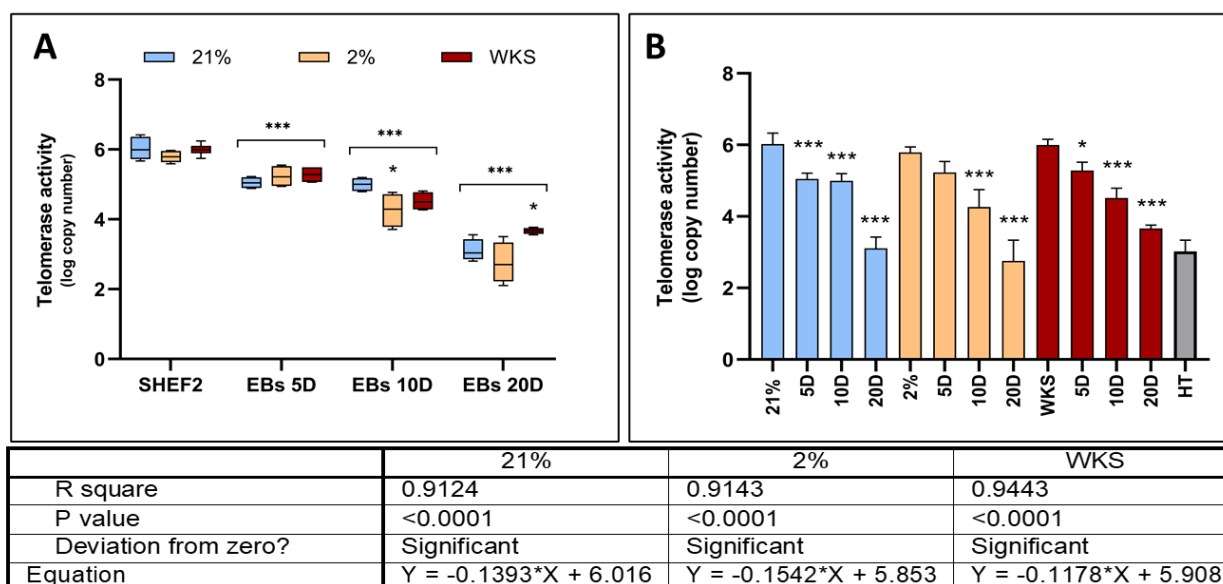 A
21% 2% WKS
Telomerase activity
(log copy number)
8
6
4
2
0
***
***
*
***
*
SHEF2 EBs 5D EBs 10D EBs 20D
B
Telomerase activity
(log copy number)
8
6
4
2
0
*** *** *** *** *** * *** ***
21% 5D 10D 20D 2% 5D 10D 20D WKS 5D 10D 20D HT
21% 2% WKS
R square 0.9124 0.9143 0.9443
P value <0.0001 <0.0001 <0.0001
Deviation from zero? Significant Significant Significant
Equation Y = -0.1393*X + 6.016 Y = -0.1542*X + 5.853 Y = -0.1178*X + 5.908